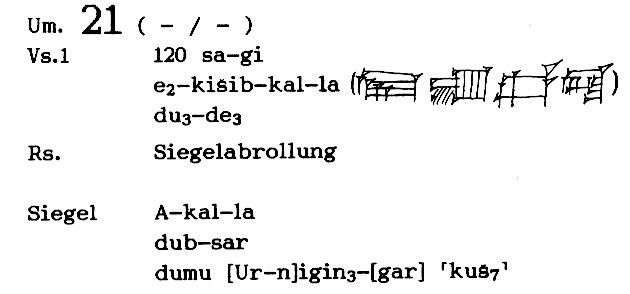 Um. 21 ( - / - )
Vs.1 120 sa-gi
e₂-kišib-kal-la ( )
du₃-de₃
Rs. Siegelabrollung
Siegel A-kal-la
dub-sar
dumu [Ur-n]igin₃-[gar] ⌈kuš₇⌉